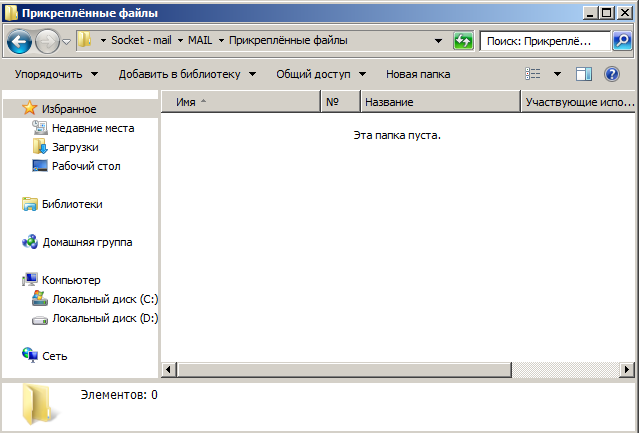 Прикреплённые файлы
Socket - mail MAIL Прикреплённые файлы Поиск: Прикреплё...
Упорядочить Добавить в библиотеку Общий доступ Новая папка
Имя № Название Участвующие испо...
Эта папка пуста.
Избранное
Недавние места
Загрузки
Рабочий стол
Библиотеки
Домашняя группа
Компьютер
Локальный диск (C:)
Локальный диск (D:)
Сеть
Элементов: 0